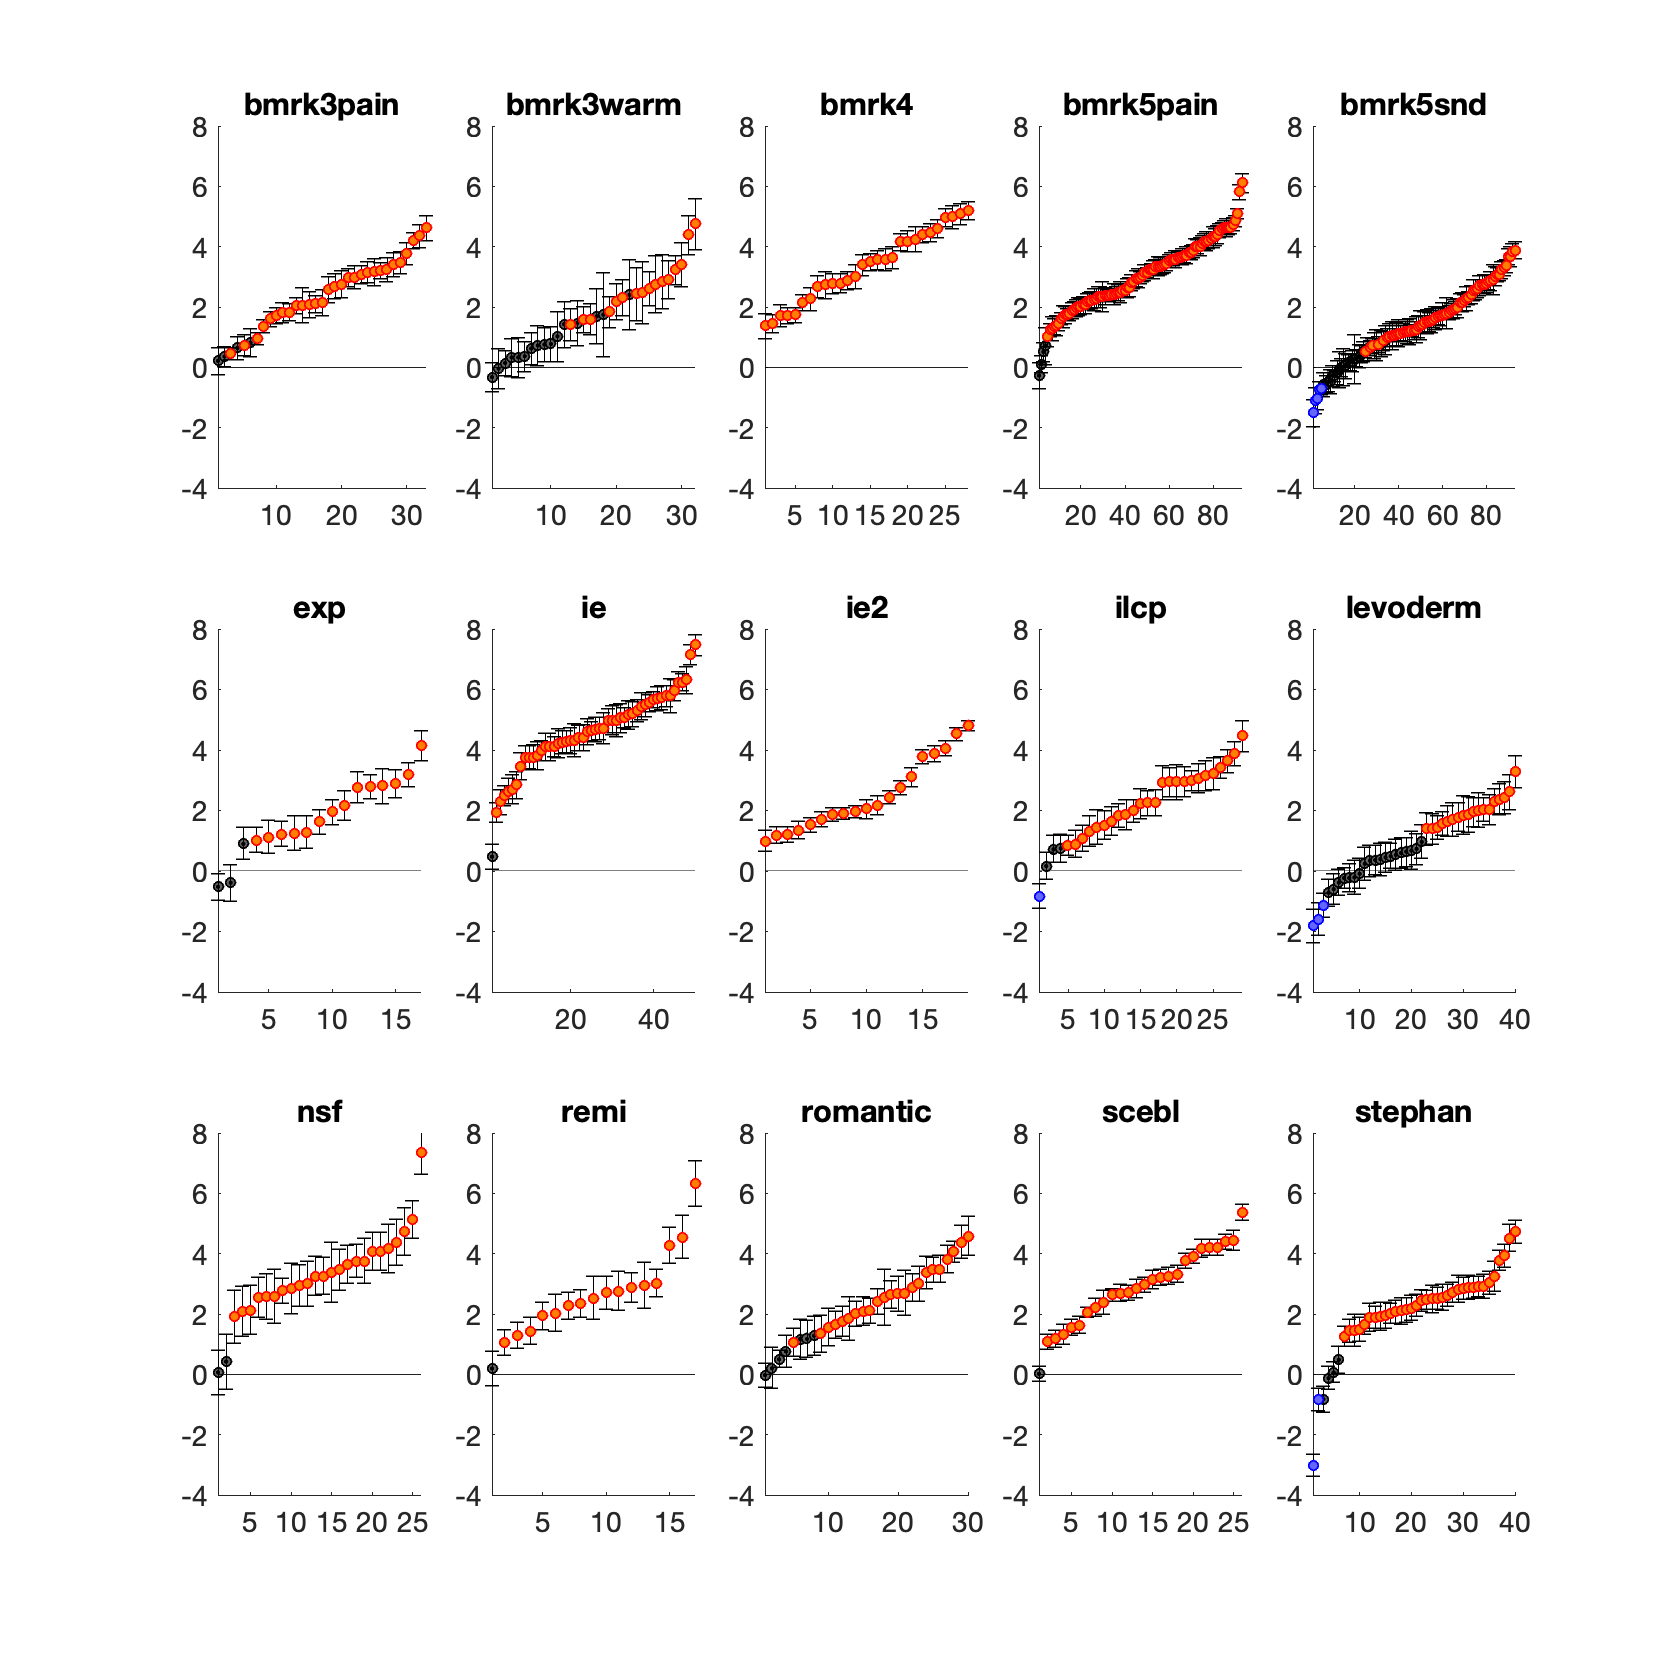 bmrk3pain bmrk3warm bmrk4 bmrk5pain bmrk5snd
8 8 8 8 8
6 6 6 6 6
4 4 4 4 4
2 2 2 2 2
0 0 0 0 0
-2 -2 -2 -2 -2
-4 -4 -4 -4 -4
10 20 30 10 20 30 5 10 15 20 25 20 40 60 80 20 40 60 80
exp ie ie2 ilcp levoderm
8 8 8 8 8
6 6 6 6 6
4 4 4 4 4
2 2 2 2 2
0 0 0 0 0
-2 -2 -2 -2 -2
-4 -4 -4 -4 -4
5 10 15 20 40 5 10 15 5 10 15 20 25 10 20 30 40
nsf remi romantic scebl stephan
8 8 8 8 8
6 6 6 6 6
4 4 4 4 4
2 2 2 2 2
0 0 0 0 0
-2 -2 -2 -2 -2
-4 -4 -4 -4 -4
5 10 15 20 25 5 10 15 10 20 30 5 10 15 20 25 10 20 30 40